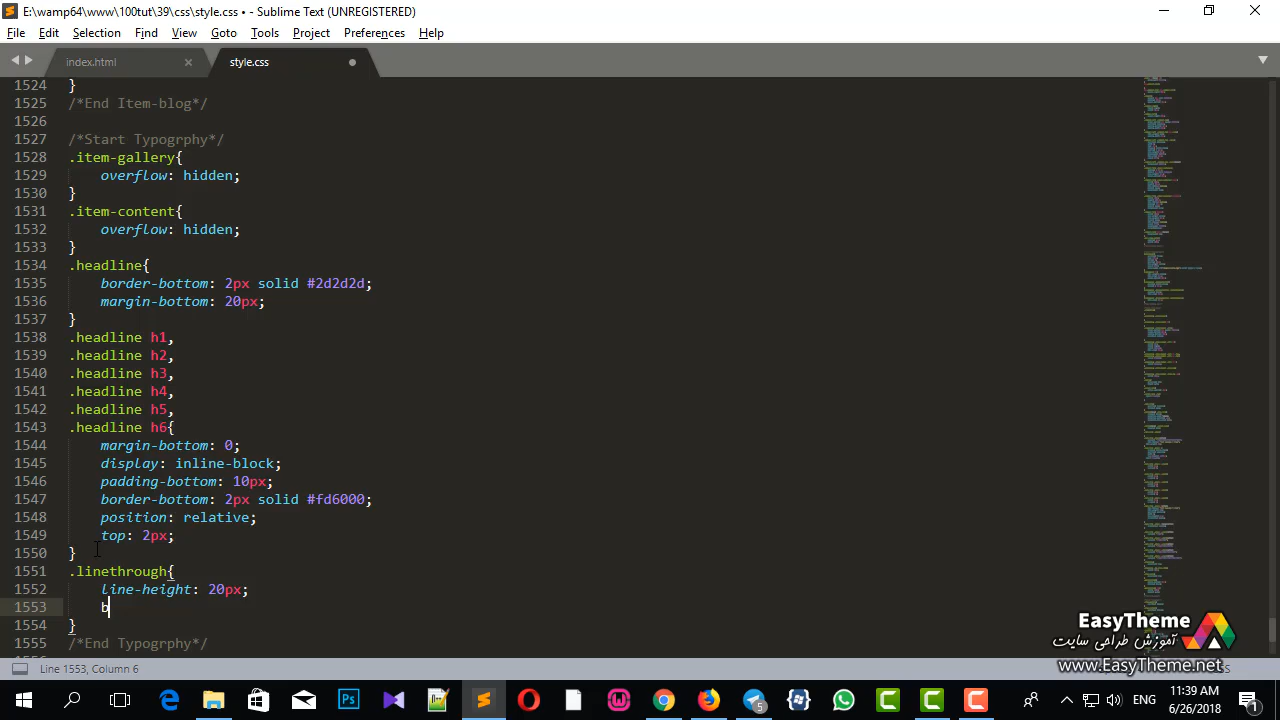 E:\wamp64\www\100tut\39\css\style.css • - Sublime Text (UNREGISTERED)
File Edit Selection Find View Goto Tools Project Preferences Help
index.html style.css
1524 }
1525 /*End Item-blog*/
1526
1527 /*Start Typogrphy*/
1528 .item-gallery{
1529 overflow: hidden;
1530 }
1531 .item-content{
1532 overflow: hidden;
1533 }
1534 .headline{
1535 border-bottom: 2px solid #2d2d2d;
1536 margin-bottom: 20px;
1537 }
1538 .headline h1,
1539 .headline h2,
1540 .headline h3,
1541 .headline h4,
1542 .headline h5,
1543 .headline h6{
1544 margin-bottom: 0;
1545 display: inline-block;
1546 padding-bottom: 10px;
1547 border-bottom: 2px solid #fd6000;
1548 position: relative;
1549 top: 2px;
1550 }
1551 .linethrough{
1552 line-height: 20px;
1553 b
1554 }
1555 /*End Typogrphy*/
EasyTheme
آموزش طراحی سایت
www.EasyTheme.net
Line 1553, Column 6
5
ENG
11:39 AM
6/26/2018
1